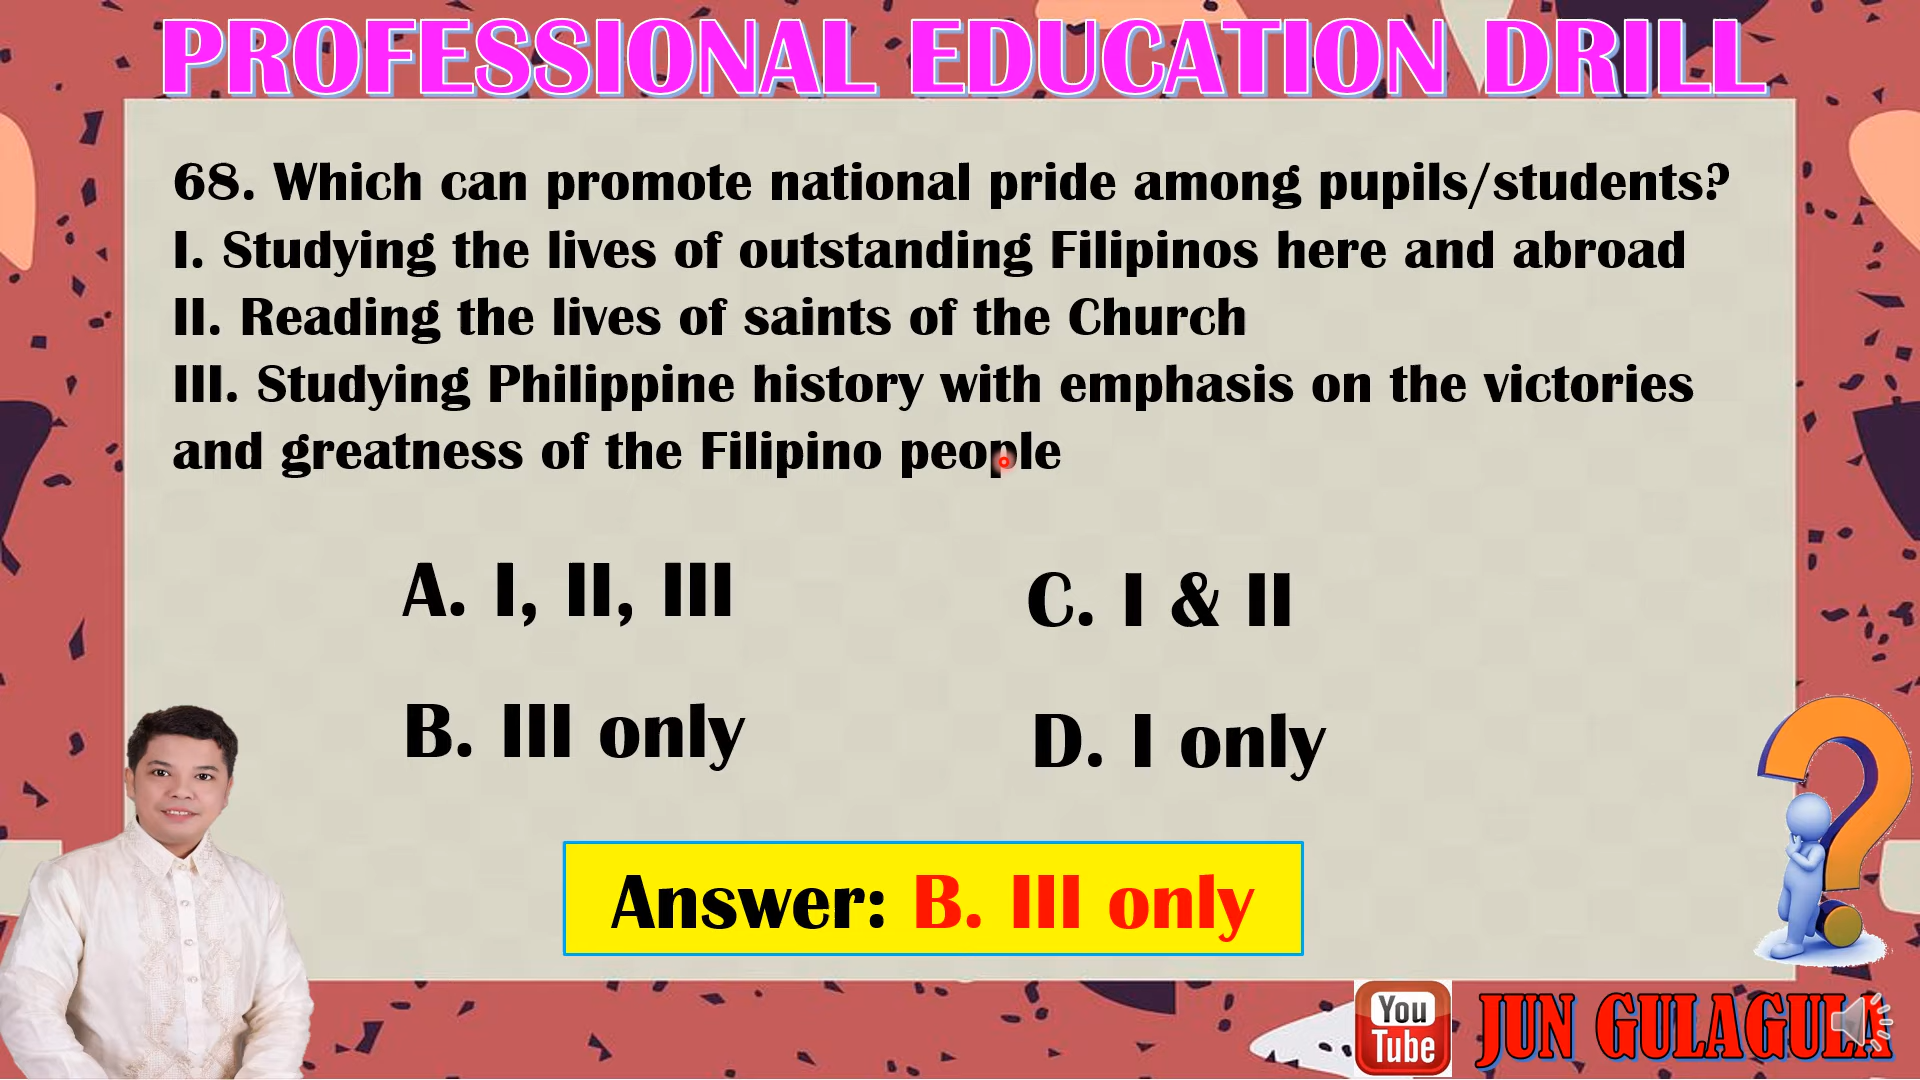 PROFESSIONAL EDUCATION DRILL
68. Which can promote national pride among pupils/students?
I. Studying the lives of outstanding Filipinos here and abroad
II. Reading the lives of saints of the Church
III. Studying Philippine history with emphasis on the victories
and greatness of the Filipino people
A. I, II, III
C. I & II
B. III only
D. I only
Answer: B. III only
You
Tube
JUN GULAGULA